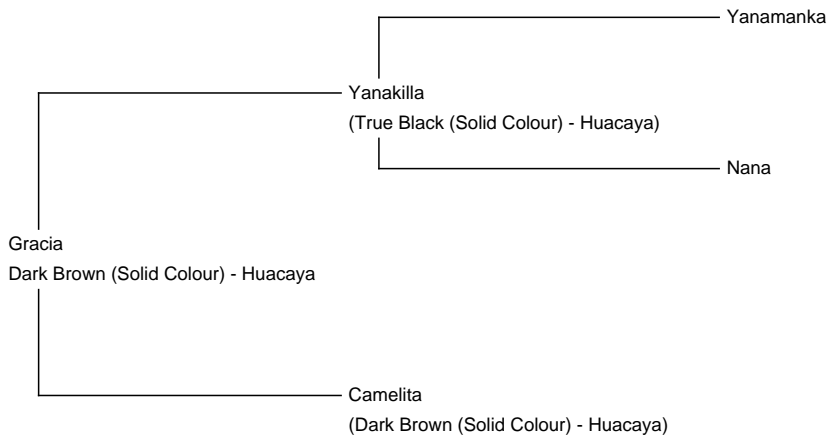 Yanamanka
Yanakilla
(True Black (Solid Colour) - Huacaya)
Nana
Gracia
Dark Brown (Solid Colour) - Huacaya
Camelita
(Dark Brown (Solid Colour) - Huacaya)